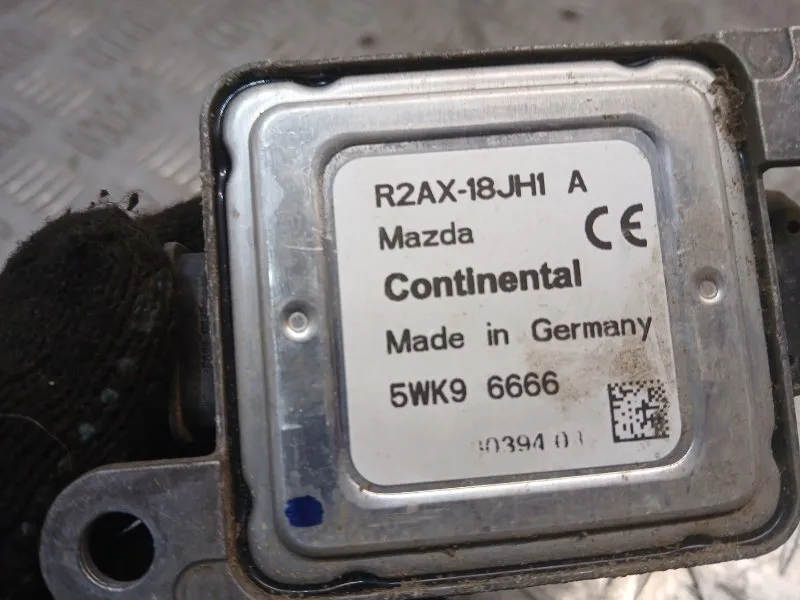 R2AX-18JH1 A
Mazda CE
Continental
Made in Germany
5WK9 6666